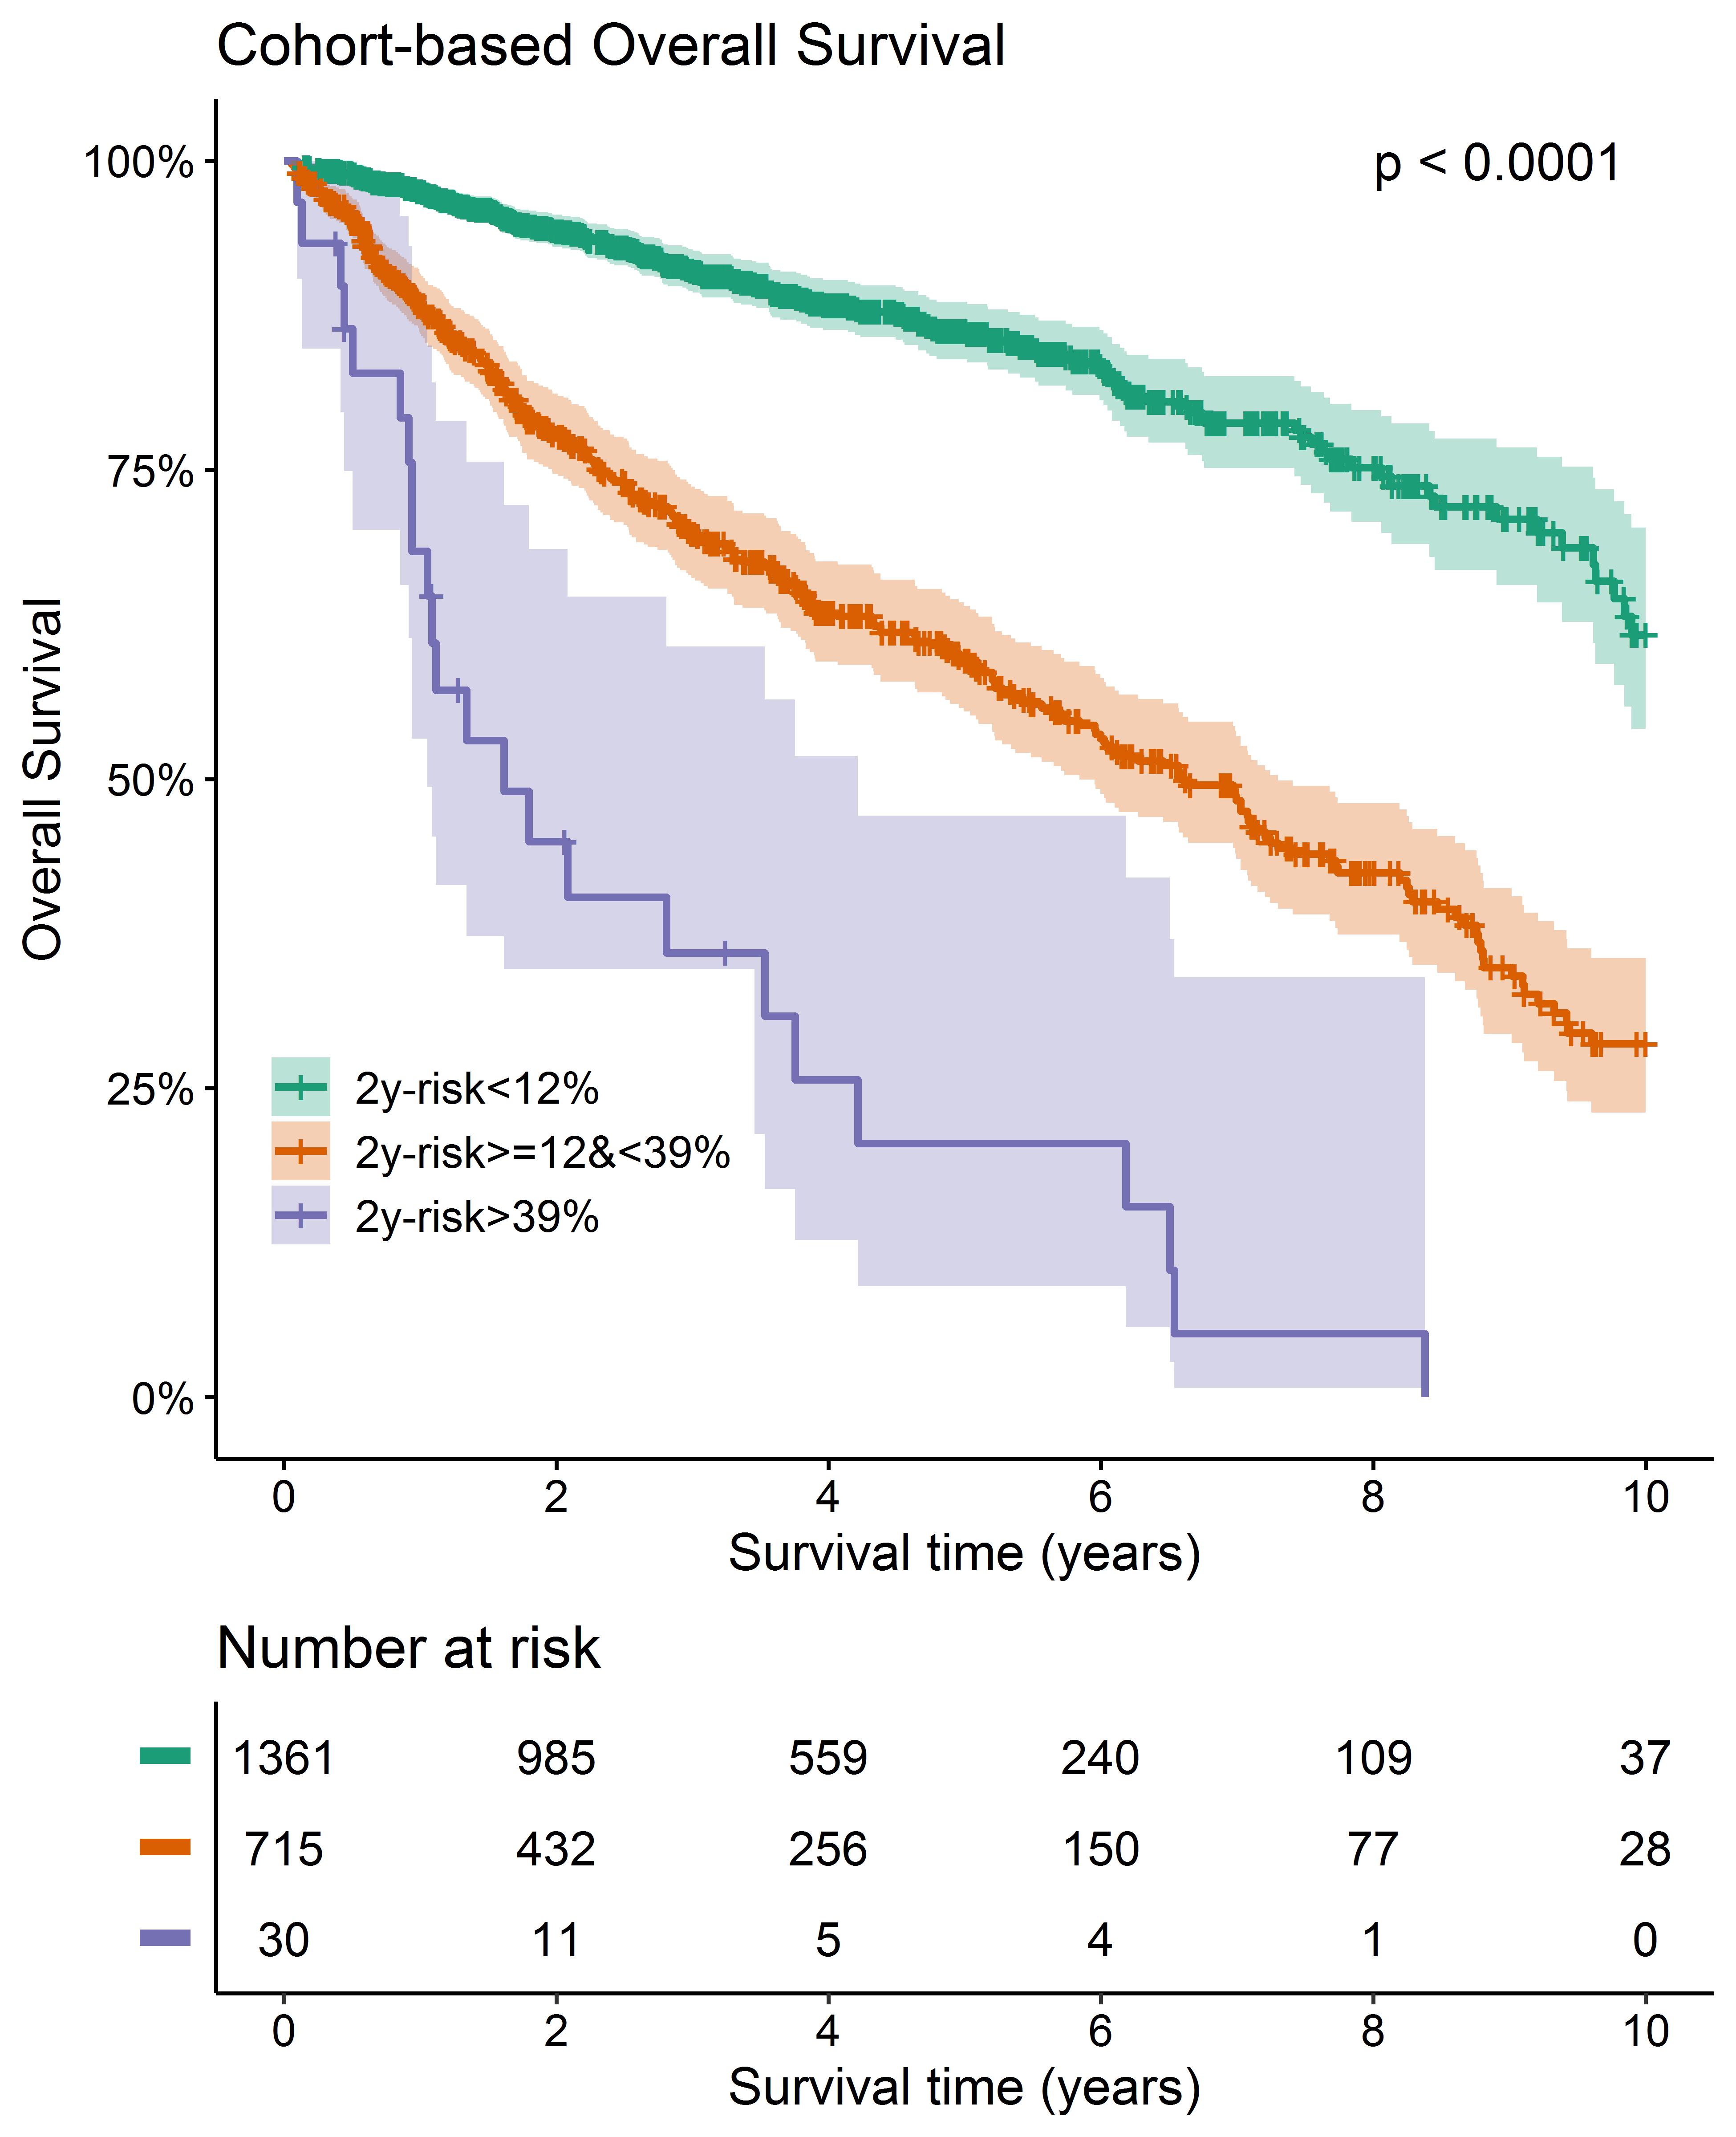 Cohort-based Overall Survival
p < 0.0001
100%
75%
50%
25%
0%
Overall Survival
2y-risk<12%
2y-risk>=12&<39%
2y-risk>39%
0 2 4 6 8 10
Survival time (years)
Number at risk
1361 985 559 240 109 37
715 432 256 150 77 28
30 11 5 4 1 0
0 2 4 6 8 10
Survival time (years)